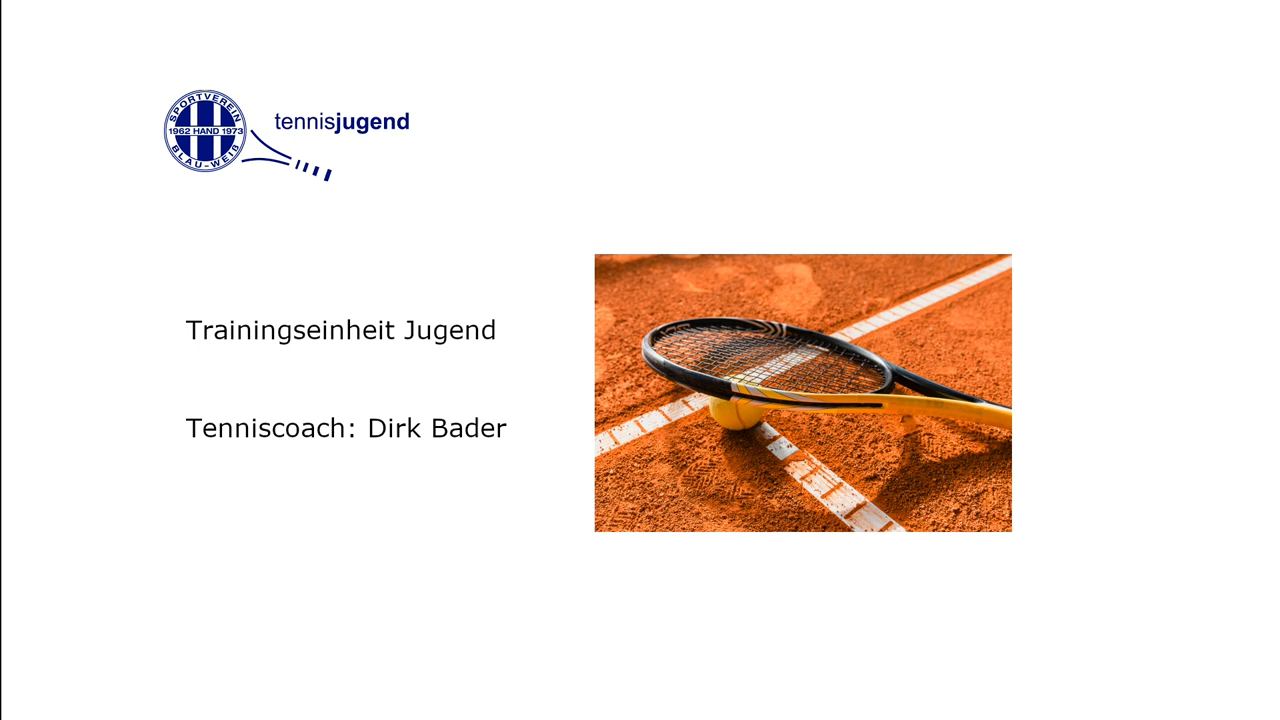 SPORTVEREIN
1962 HAND 1973
BLAU-WEIß
tennisjugend
Trainingseinheit Jugend
Tenniscoach: Dirk Bader